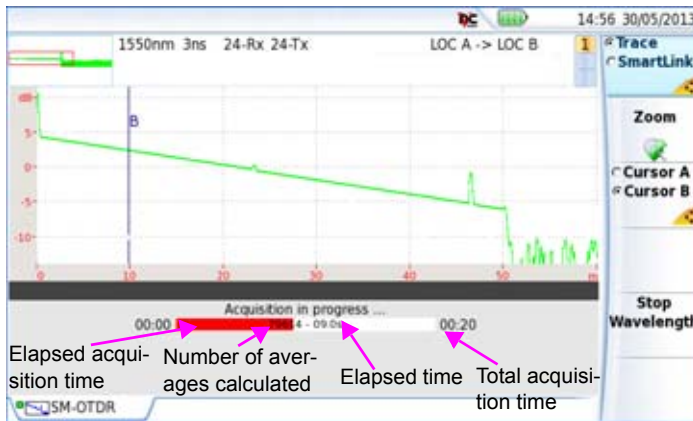 14:56 30/05/2013
1550nm 3ns 24-Rx 24-Tx LOC A -> LOC B 1
Trace
SmartLink
Zoom
Cursor A
Cursor B
Stop
Wavelength
dB
B
5
0
-5
-10
0 10 20 30 40 50 m
Acquisition in progress ...
00:00 00:20
Elapsed acqui-
sition time
Number of aver-
ages calculated
Elapsed time
Total acquisi-
tion time
SM-OTDR